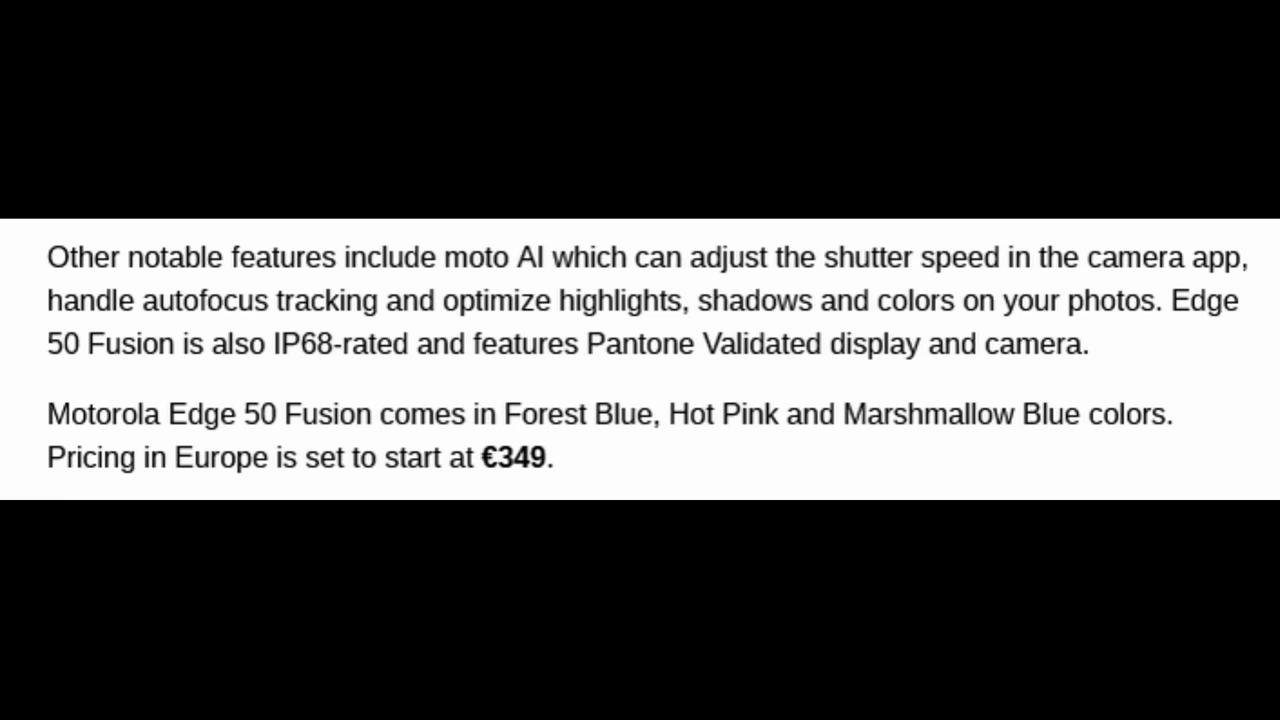 Other notable features include moto AI which can adjust the shutter speed in the camera app,
handle autofocus tracking and optimize highlights, shadows and colors on your photos. Edge
50 Fusion is also IP68-rated and features Pantone Validated display and camera.
Motorola Edge 50 Fusion comes in Forest Blue, Hot Pink and Marshmallow Blue colors.
Pricing in Europe is set to start at €349.